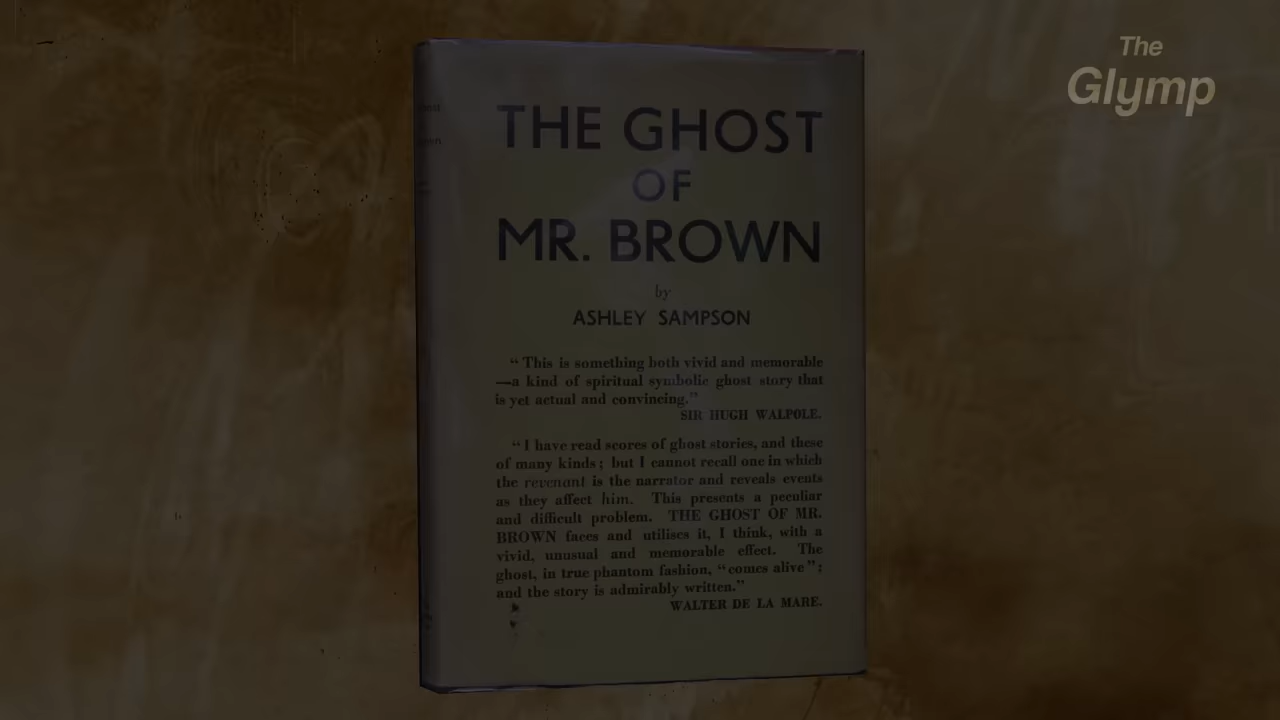 The
Glymp
THE GHOST
OF
MR. BROWN
by
ASHLEY SAMPSON
“This is something both vivid and memorable
—a kind of spiritual symbolic ghost story that
is yet actual and convincing.”
SIR HUGH WALPOLE.
“I have read scores of ghost stories, and these
of many kinds; but I cannot recall one in which
the revenant is the narrator and reveals events
as they affect him. This presents a peculiar
and difficult problem. THE GHOST OF MR.
BROWN faces and utilises it, I think, with a
vivid, unusual and memorable effect. The
ghost, in true phantom fashion, “comes alive”;
and the story is admirably written.”
WALTER DE LA MARE.